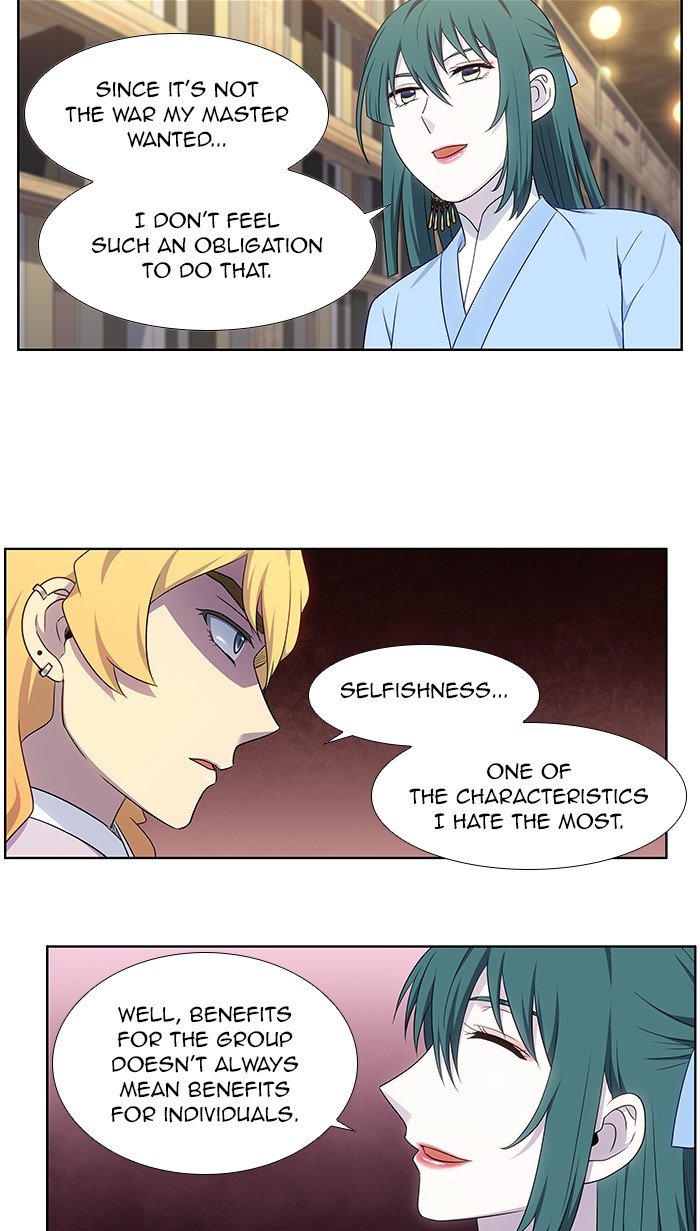 SINCE IT'S NOT
THE WAR MY MASTER
WANTED...
I DON'T FEEL
SUCH AN OBLIGATION
TO DO THAT.
SELFISHNESS...
ONE OF
THE CHARACTERISTICS
I HATE THE MOST.
WELL, BENEFITS
FOR THE GROUP
DOESN'T ALWAYS
MEAN BENEFITS
FOR INDIVIDUALS.